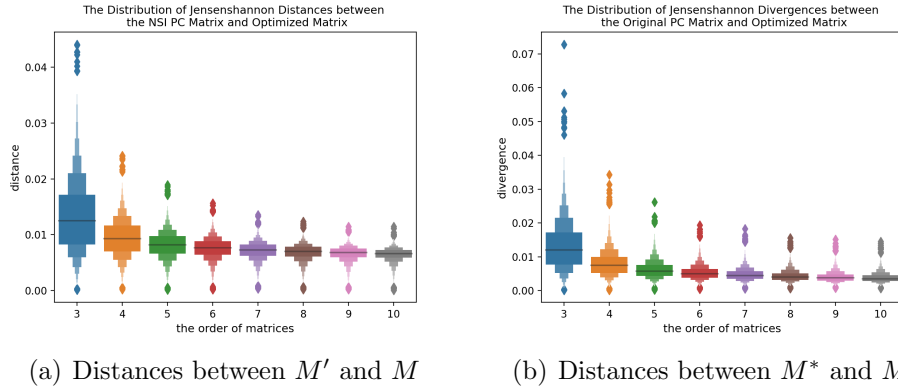 The Distribution of Jensenshannon Distances between
the NSI PC Matrix and Optimized Matrix
distance
0.04
0.03
0.02
0.01
0.00
3 4 5 6 7 8 9 10
the order of matrices
(a) Distances between M′ and M
The Distribution of Jensenshannon Divergences between
the Original PC Matrix and Optimized Matrix
divergence
0.07
0.06
0.05
0.04
0.03
0.02
0.01
0.00
3 4 5 6 7 8 9 10
the order of matrices
(b) Distances between M* and M